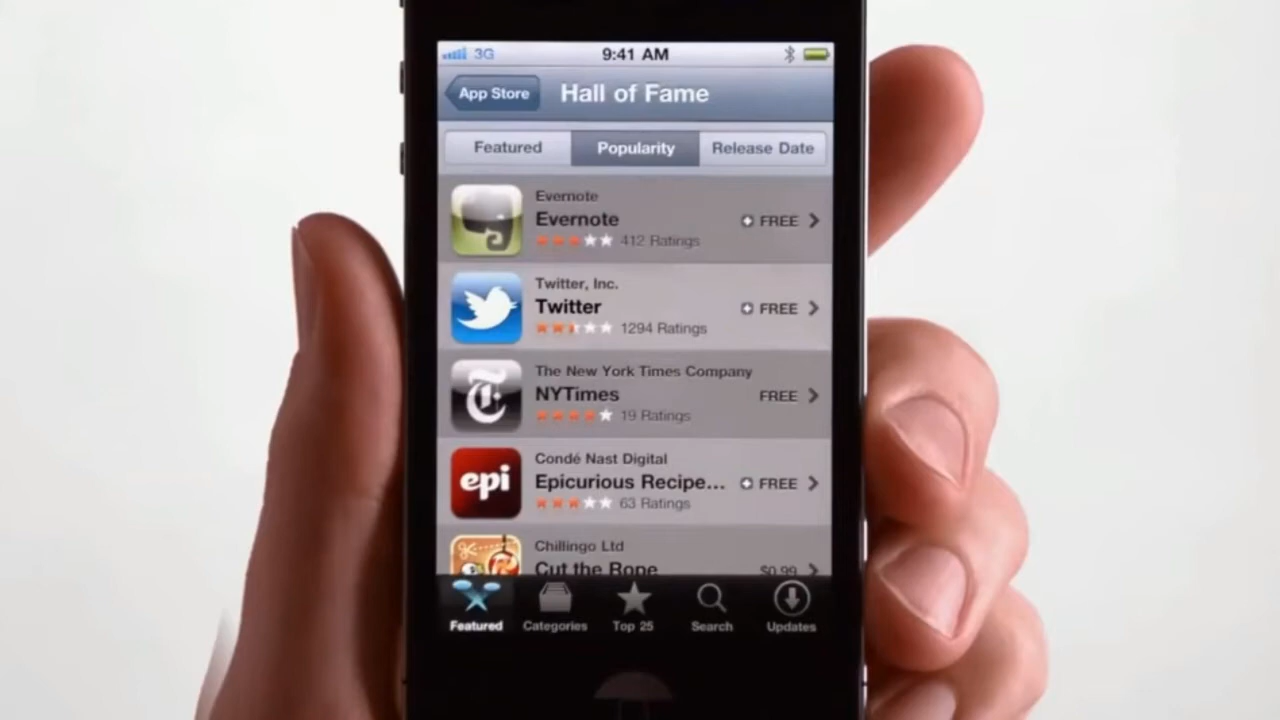 3G 9:41 AM
App Store Hall of Fame
Featured Popularity Release Date
Evernote
Evernote FREE
412 Ratings
Twitter, Inc.
Twitter FREE
1294 Ratings
The New York Times Company
NYTimes FREE
19 Ratings
epi
Condé Nast Digital
Epicurious Recipe... FREE
63 Ratings
Chillingo Ltd
Cut the Rope $0.99
Featured Categories Top 25 Search Updates